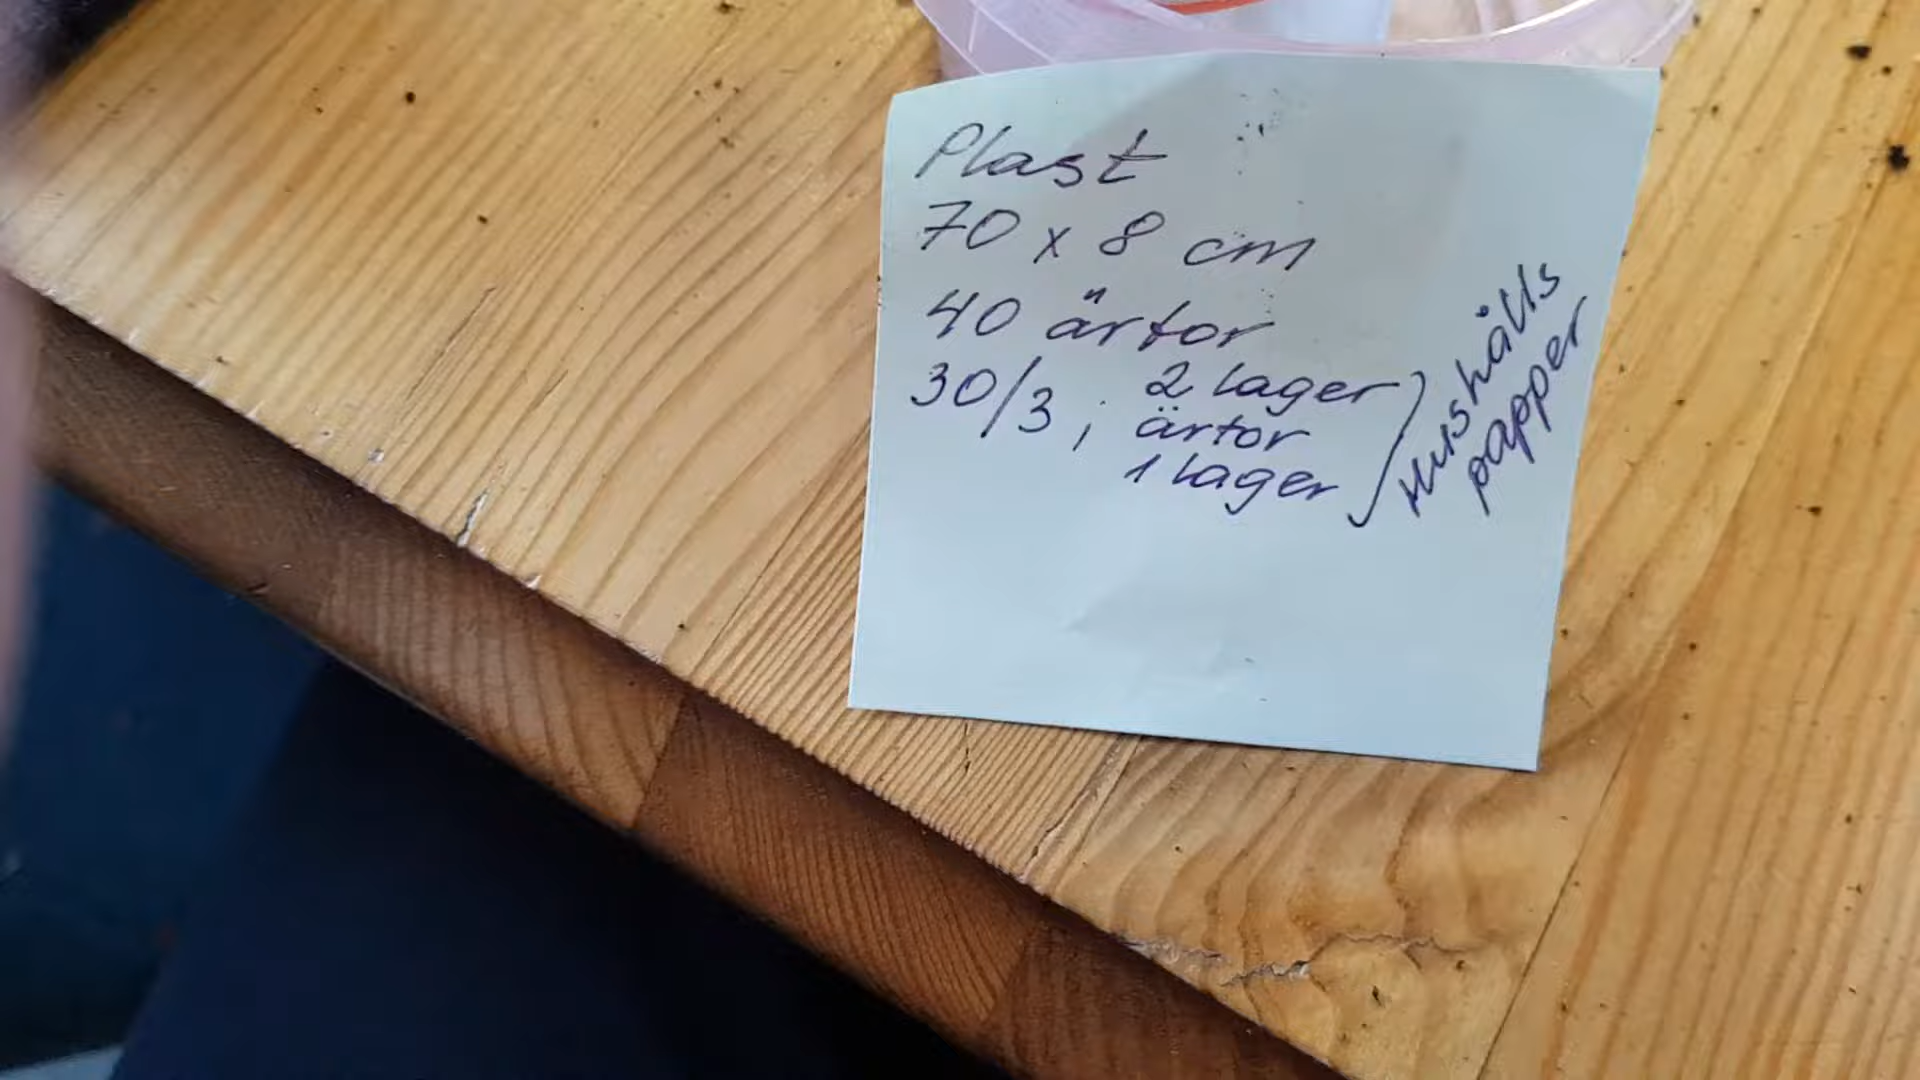 Plast
70 x 8 cm
40 ärtor
30/3 ; 2 lager
ärtor
1 lager
Hushålls
papper